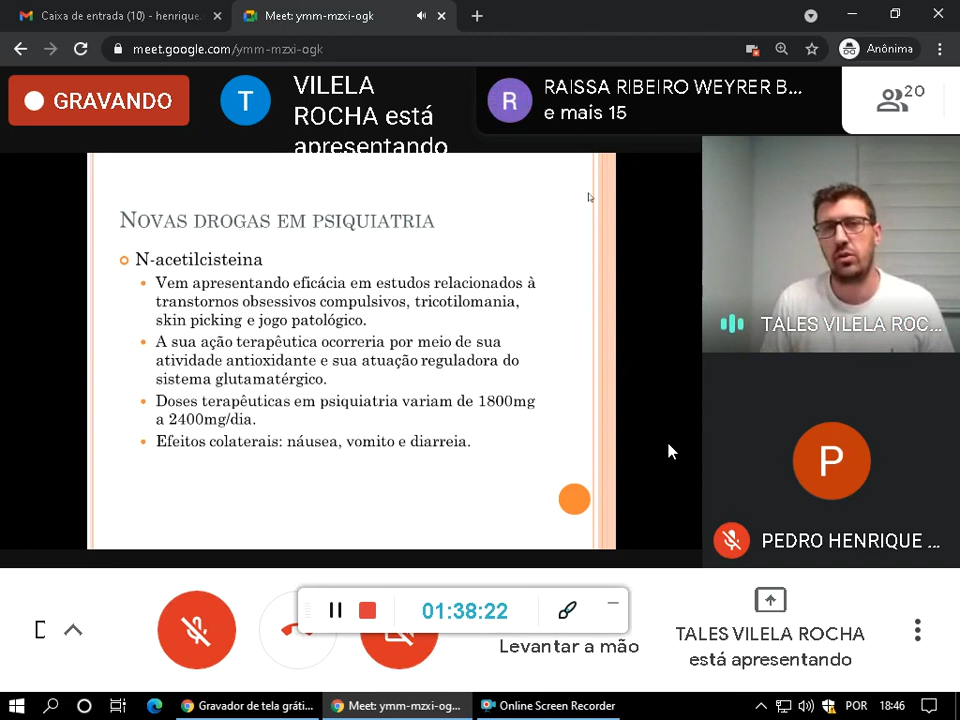 Caixa de entrada (10) - henrique.
Meet: ymm-mzxi-ogk
meet.google.com/ymm-mzxi-ogk
Anônima
GRAVANDO
T
VILELA
ROCHA está
apresentando
R
RAISSA RIBEIRO WEYRER B...
e mais 15
20
NOVAS DROGAS EM PSIQUIATRIA
N-acetilcisteina
Vem apresentando eficácia em estudos relacionados à
transtornos obsessivos compulsivos, tricotilomania,
skin picking e jogo patológico.
A sua ação terapêutica ocorreria por meio de sua
atividade antioxidante e sua atuação reguladora do
sistema glutamatérgico.
Doses terapêuticas em psiquiatria variam de 1800mg
a 2400mg/dia.
Efeitos colaterais: náusea, vomito e diarreia.
TALES VILELA ROC...
P
PEDRO HENRIQUE ...
01:38:22
Levantar a mão
TALES VILELA ROCHA
está apresentando
Gravador de tela gráti...
Meet: ymm-mzxi-ogk...
Online Screen Recorder
POR
18:46